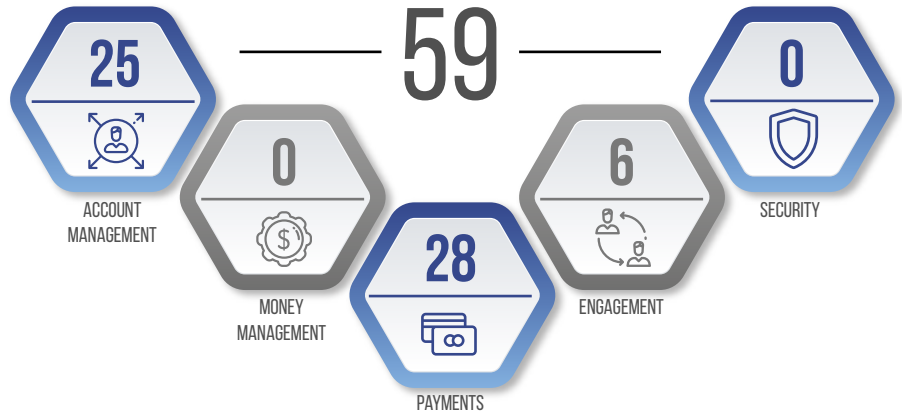 59
25
ACCOUNT
MANAGEMENT
0
$
MONEY
MANAGEMENT
28
PAYMENTS
6
ENGAGEMENT
0
SECURITY